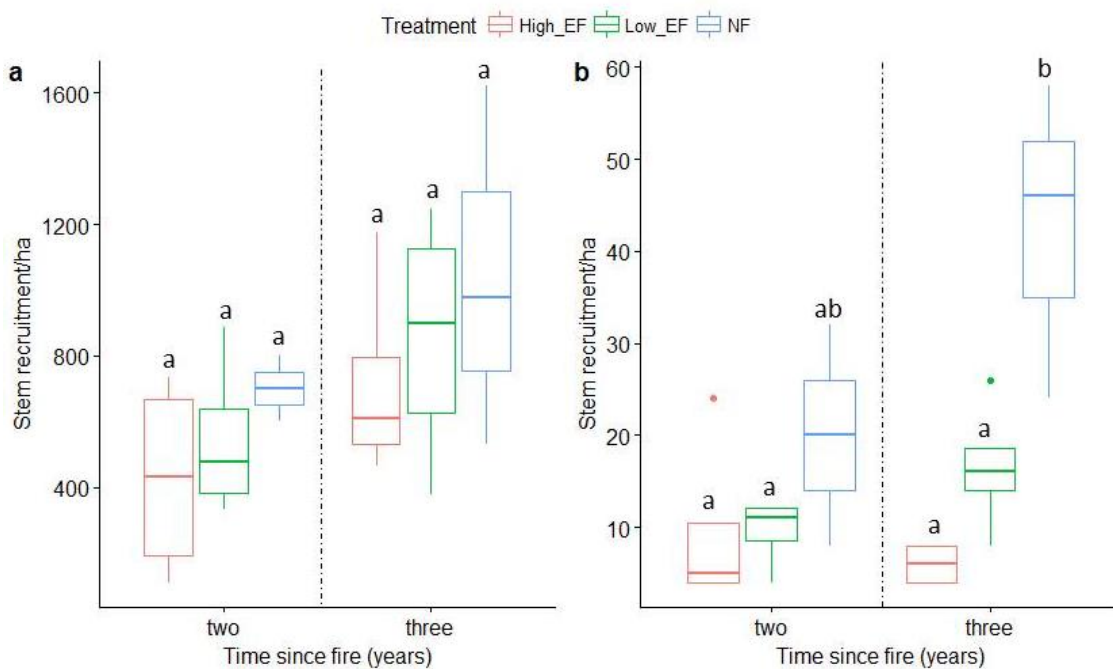 Treatment High_EF Low_EF NF
a
1600
1200
800
400
Stem recruitment/ha
a
a
a
a
a
a
two
three
Time since fire (years)
b
60
50
40
30
20
10
Stem recruitment/ha
a
a
ab
a
a
b
two
three
Time since fire (years)